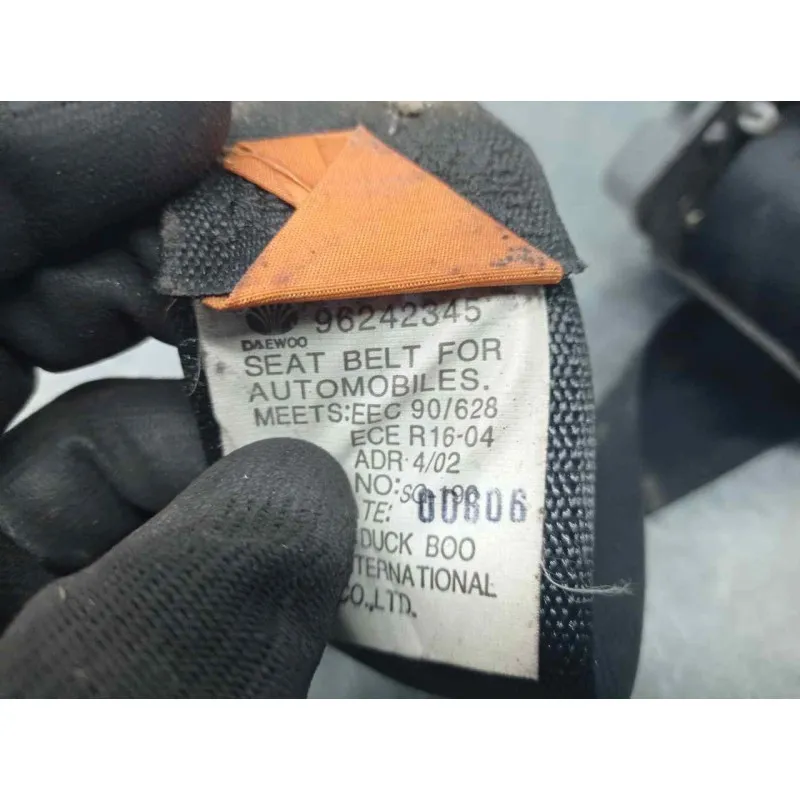 96242345
DAEWOO
SEAT BELT FOR
AUTOMOBILES.
MEETS:EEC 90/628
ECE R16-04
ADR 4/02
NO:
TE: 00806
DUCK BOO
TERNATIONAL
CO.,LTD.